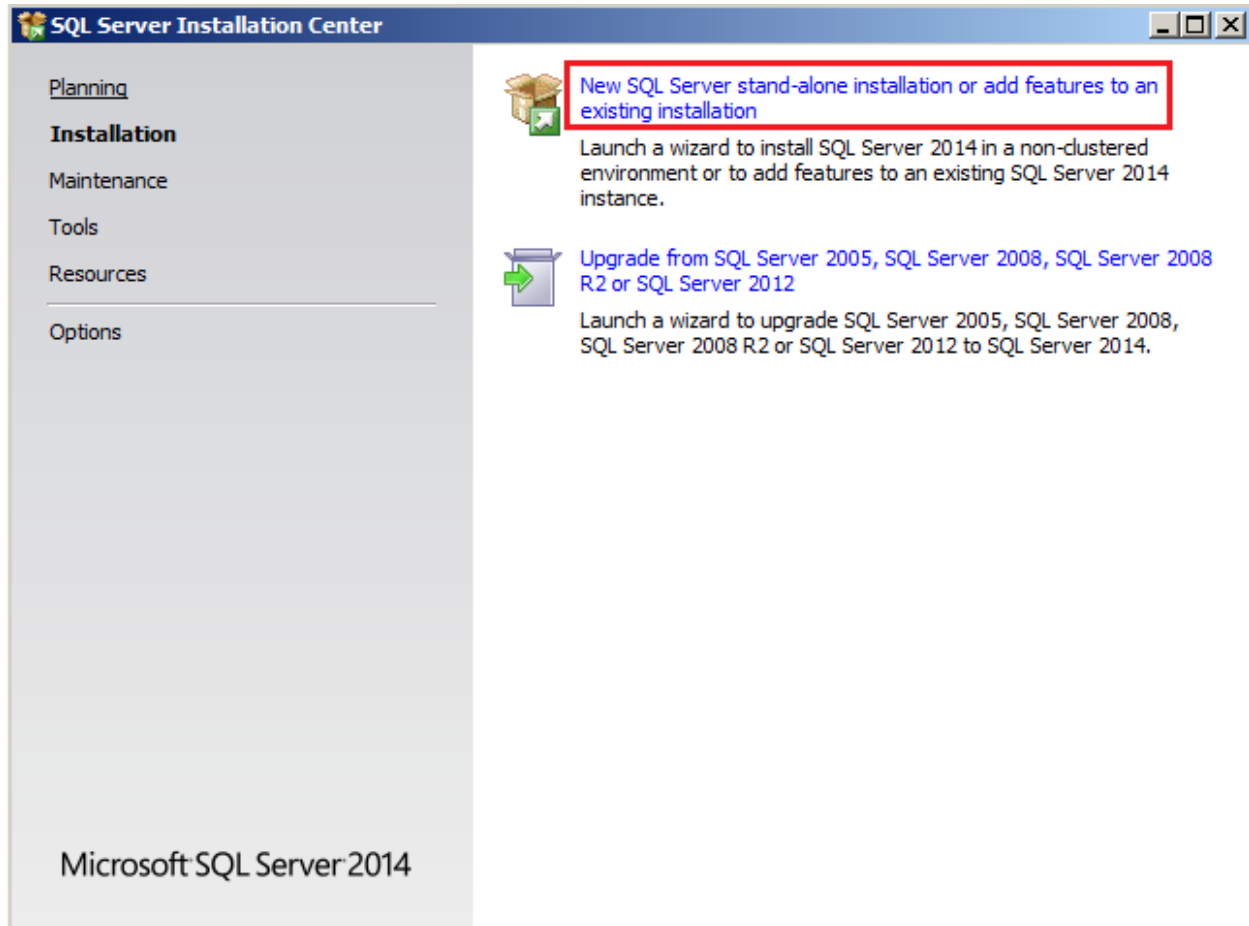 SQL Server Installation Center
Planning
Installation
Maintenance
Tools
Resources
Options
Microsoft SQL Server 2014
New SQL Server stand-alone installation or add features to an
existing installation
Launch a wizard to install SQL Server 2014 in a non-clustered
environment or to add features to an existing SQL Server 2014
instance.
Upgrade from SQL Server 2005, SQL Server 2008, SQL Server 2008
R2 or SQL Server 2012
Launch a wizard to upgrade SQL Server 2005, SQL Server 2008,
SQL Server 2008 R2 or SQL Server 2012 to SQL Server 2014.